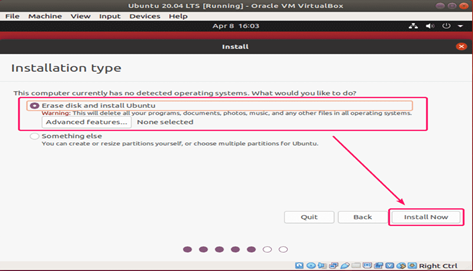 Ubuntu 20.04 LTS [Running] - Oracle VM VirtualBox
File Machine View Input Devices Help
Apr 8 16:03
Install
Installation type
This computer currently has no detected operating systems. What would you like to do?
Erase disk and install Ubuntu
Warning: This will delete all your programs, documents, photos, music, and any other files in all operating systems.
Advanced features... None selected
Something else
You can create or resize partitions yourself, or choose multiple partitions for Ubuntu.
Quit Back Install Now
Right Ctrl